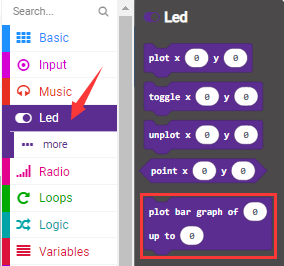 Search...
Basic
Input
Music
Led
••• more
Radio
Loops
Logic
Variables
Led
plot x 0 y 0
toggle x 0 y 0
unplot x 0 y 0
point x 0 y 0
plot bar graph of 0
up to 0